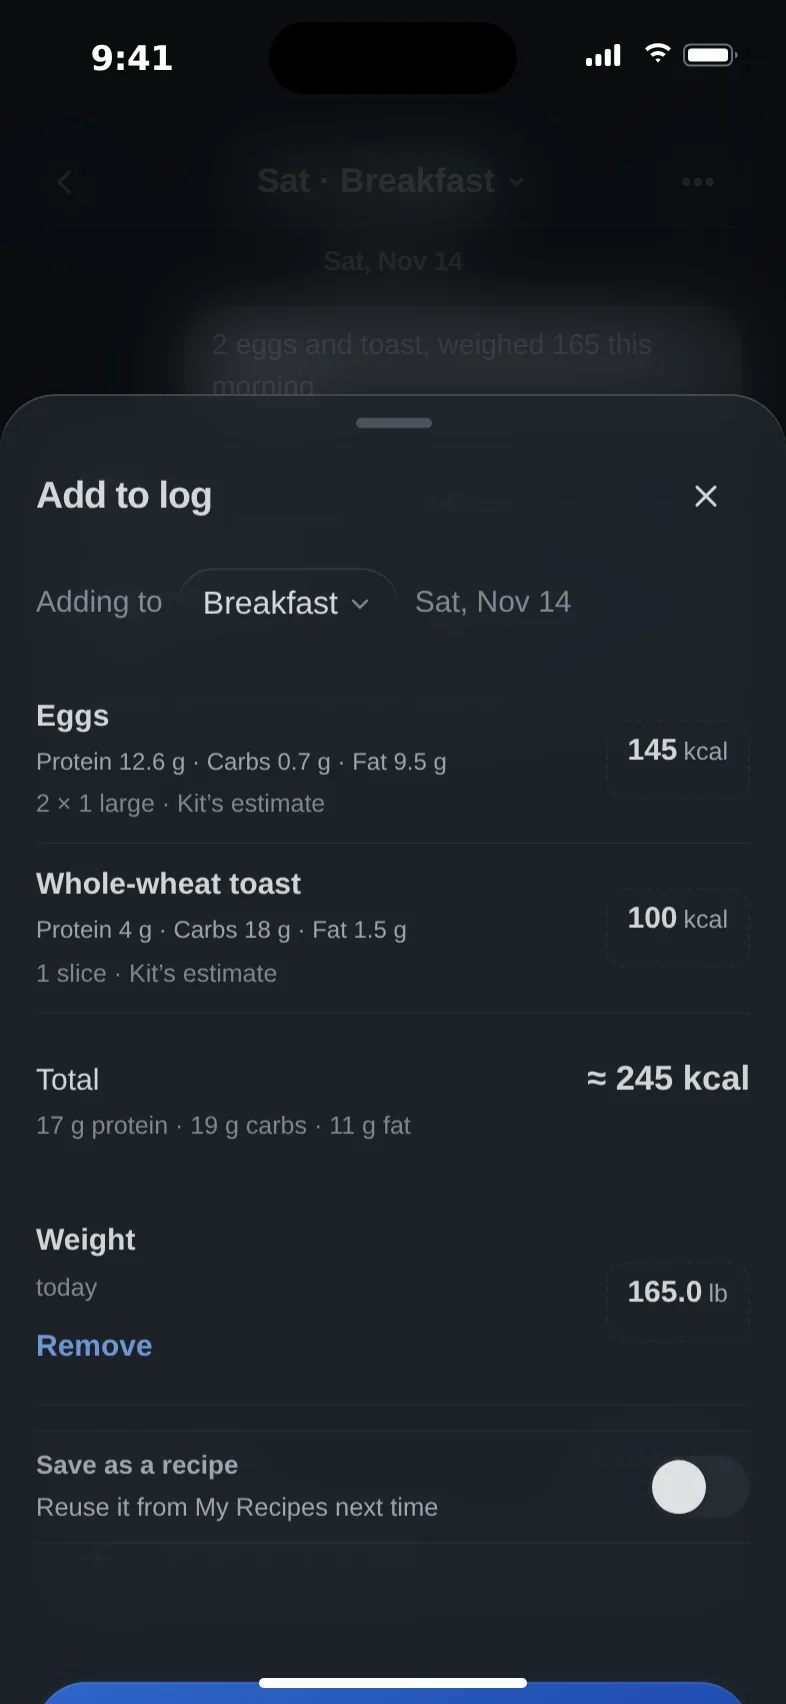 9:41
Sat · Breakfast
Sat, Nov 14
2 eggs and toast, weighed 165 this
morning
Add to log
Adding to Breakfast Sat, Nov 14
Eggs
Protein 12.6 g · Carbs 0.7 g · Fat 9.5 g
145 kcal
2 × 1 large · Kit’s estimate
Whole-wheat toast
Protein 4 g · Carbs 18 g · Fat 1.5 g
100 kcal
1 slice · Kit’s estimate
Total
≈ 245 kcal
17 g protein · 19 g carbs · 11 g fat
Weight
today
165.0 lb
Remove
Save as a recipe
Reuse it from My Recipes next time